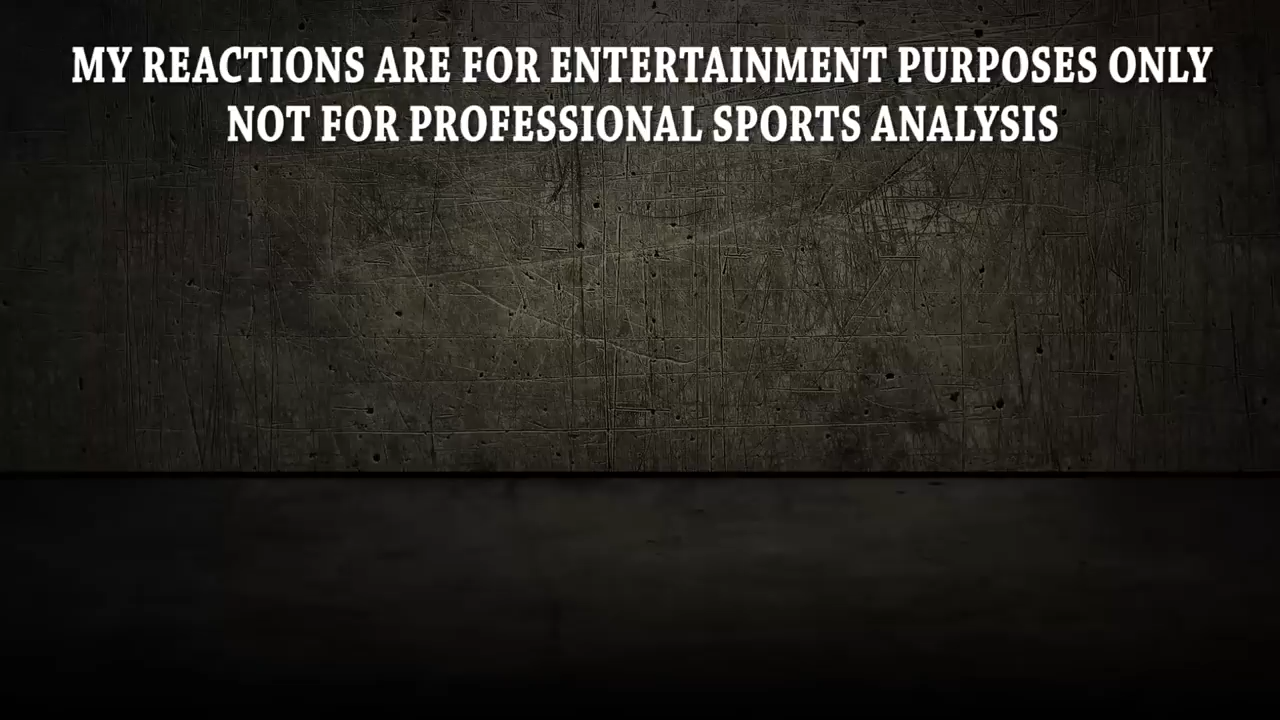 MY REACTIONS ARE FOR ENTERTAINMENT PURPOSES ONLY
NOT FOR PROFESSIONAL SPORTS ANALYSIS